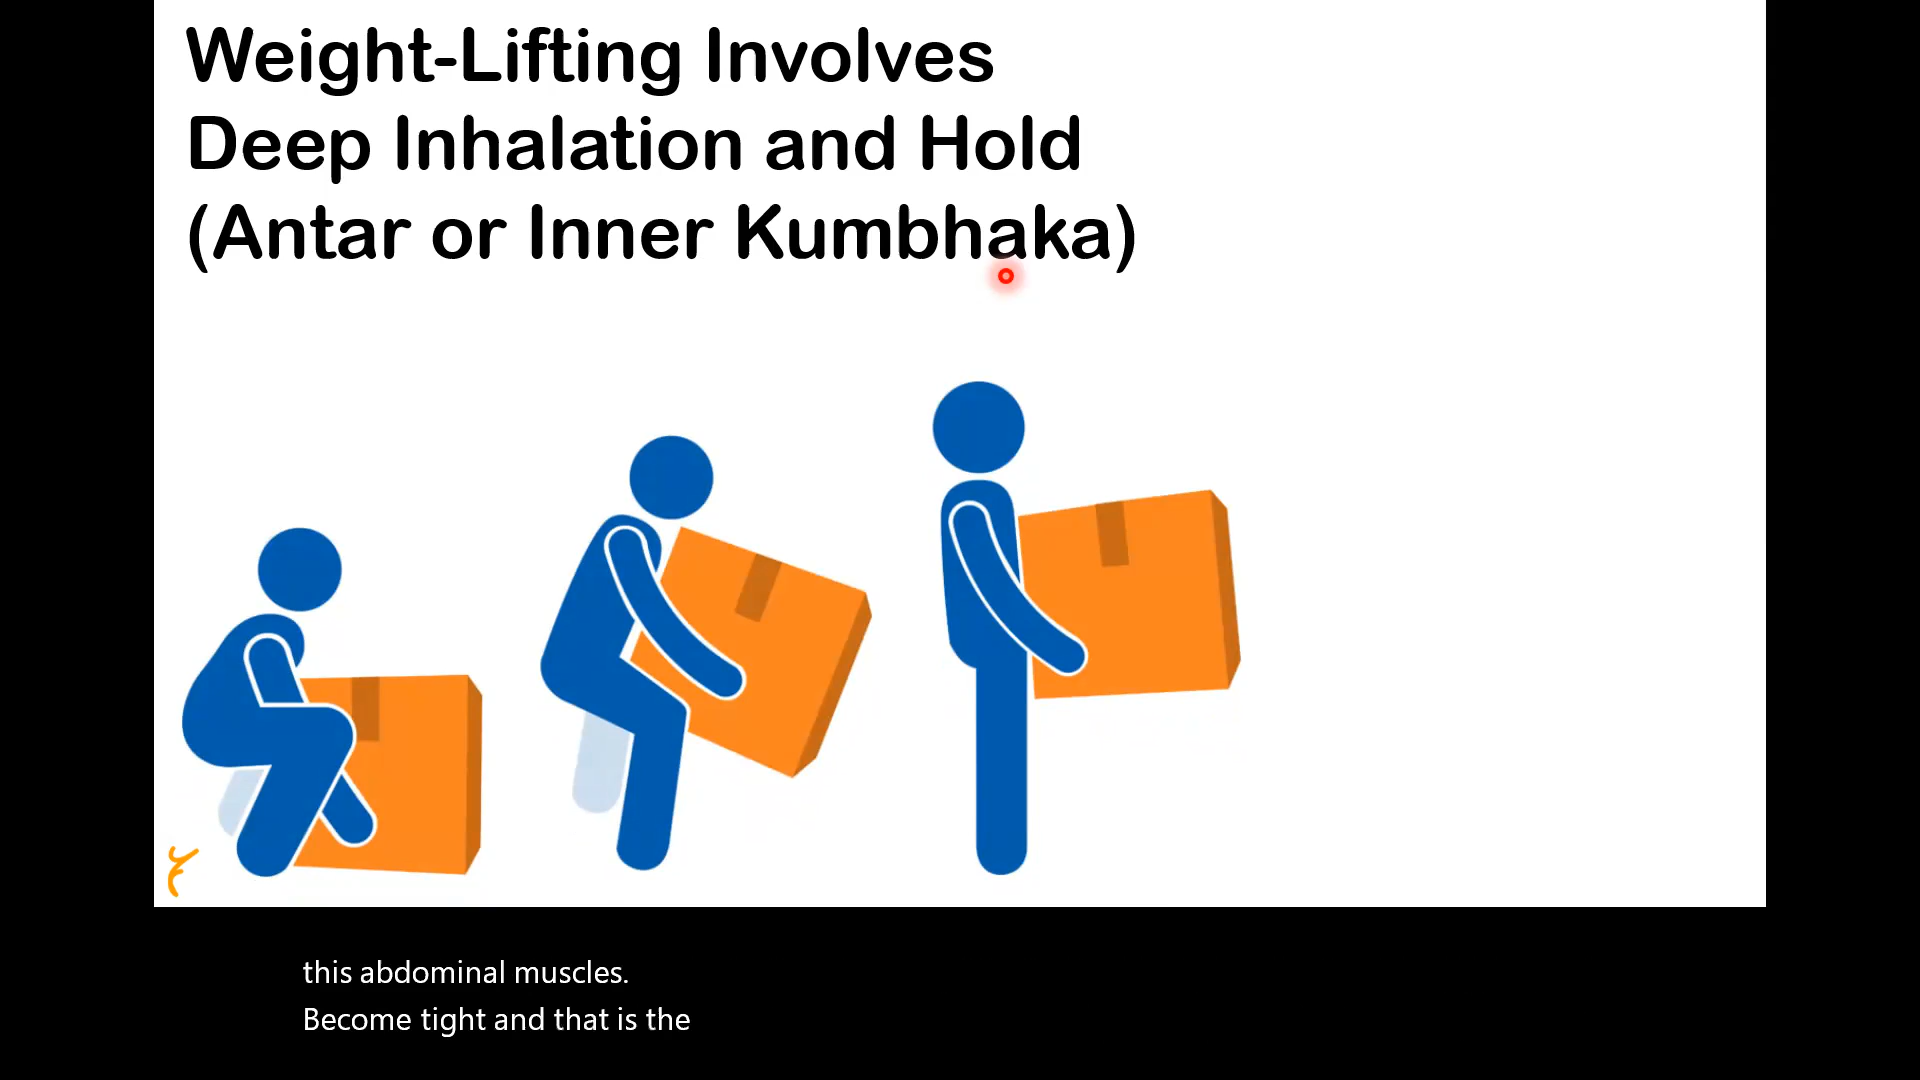 Weight-Lifting Involves
Deep Inhalation and Hold
(Antar or Inner Kumbhaka)
this abdominal muscles.
Become tight and that is the